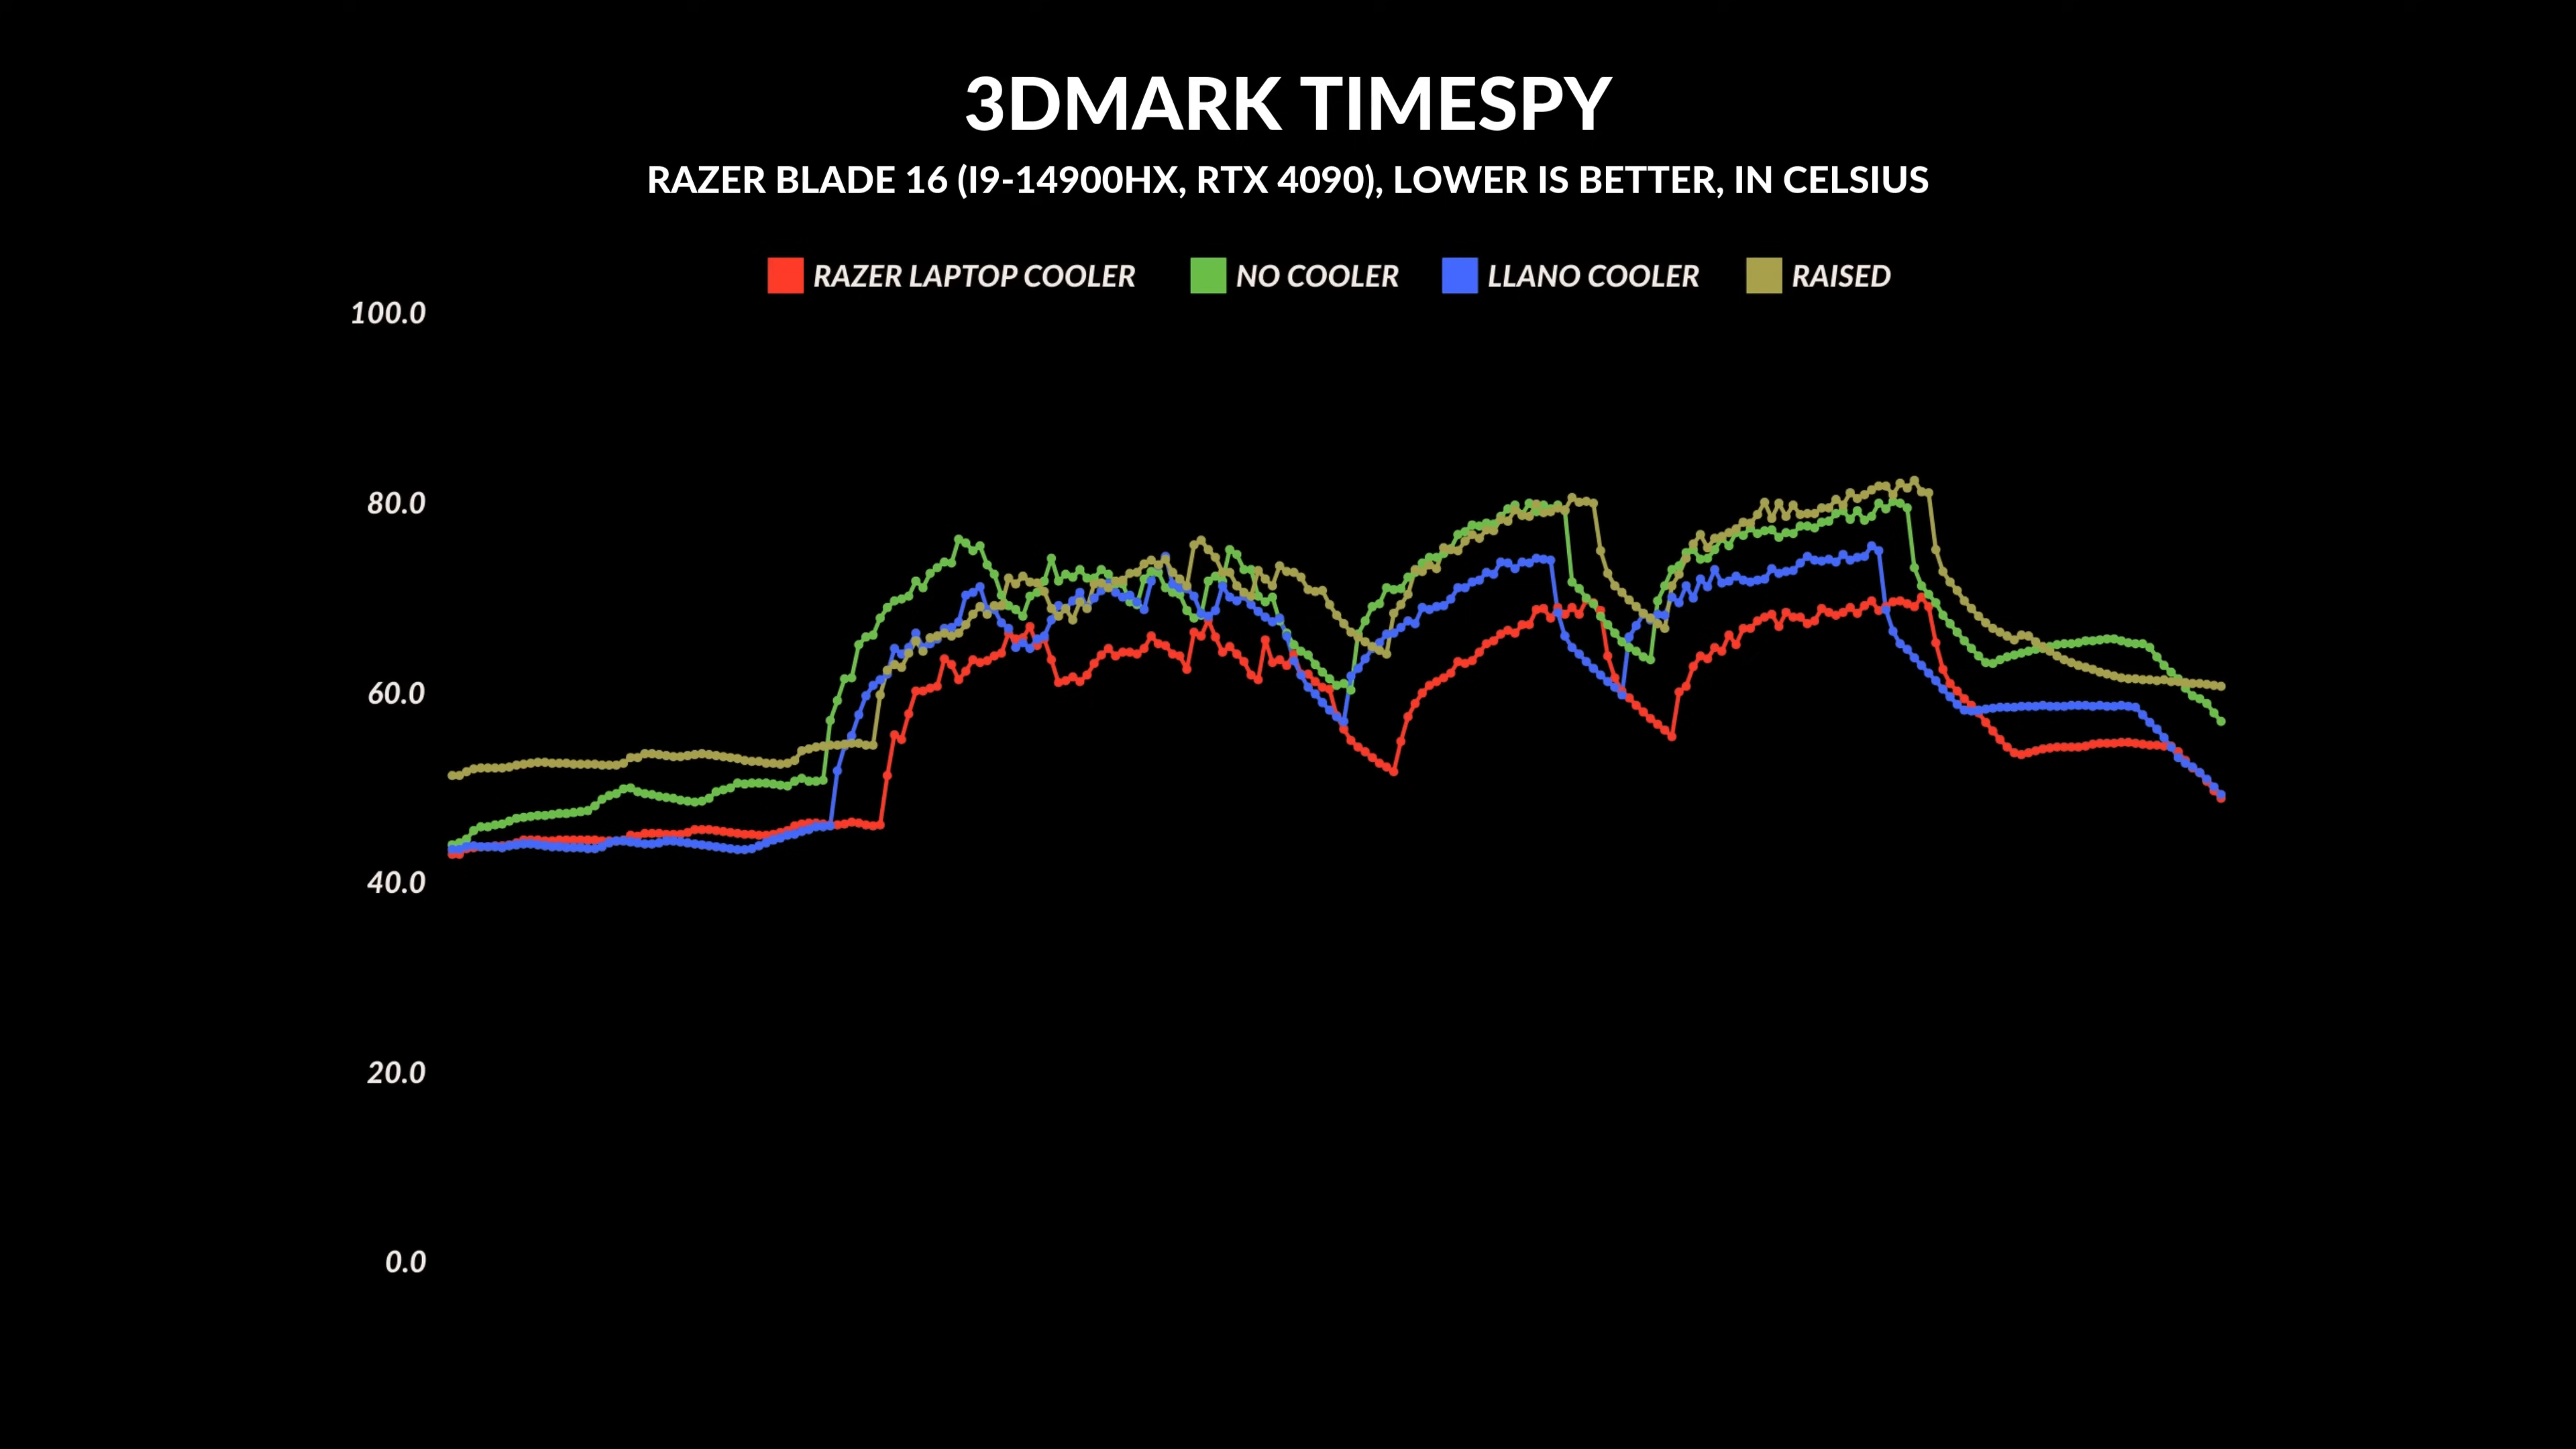 3DMARK TIMESPY
RAZER BLADE 16 (I9-14900HX, RTX 4090), LOWER IS BETTER, IN CELSIUS
RAZER LAPTOP COOLER NO COOLER LLANO COOLER RAISED
100.0
80.0
60.0
40.0
20.0
0.0